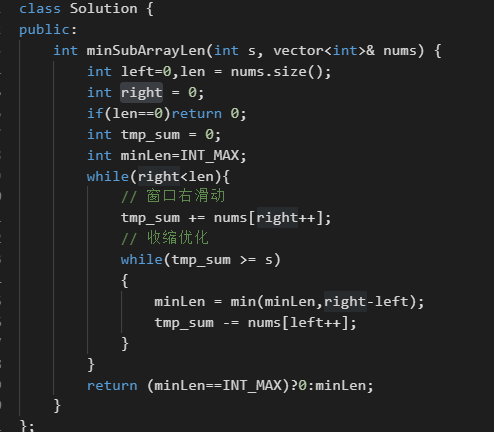 class Solution {
public:
    int minSubArrayLen(int s, vector<int>& nums) {
        int left=0,len = nums.size();
        int right = 0;
        if(len==0)return 0;
        int tmp_sum = 0;
        int minLen=INT_MAX;
        while(right<len){
            // 窗口右滑动
            tmp_sum += nums[right++];
            // 收缩优化
            while(tmp_sum >= s)
            {
                minLen = min(minLen,right-left);
                tmp_sum -= nums[left++];
            }
        }
        return (minLen==INT_MAX)?0:minLen;
    }
};